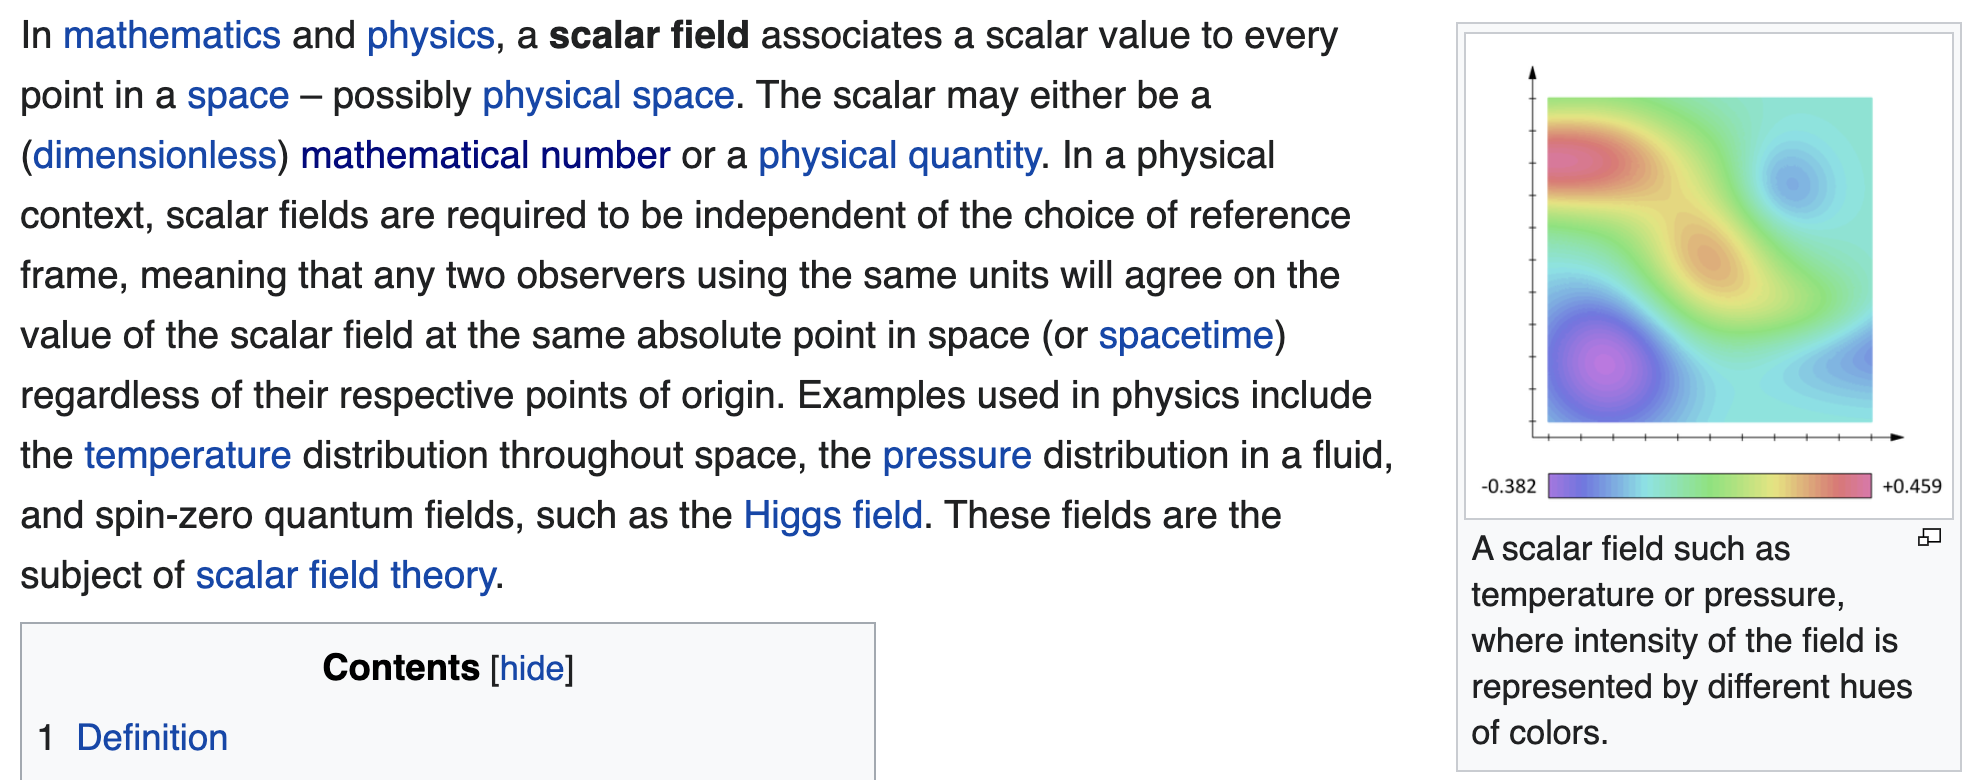 In mathematics and physics, a scalar field associates a scalar value to every
point in a space – possibly physical space. The scalar may either be a
(dimensionless) mathematical number or a physical quantity. In a physical
context, scalar fields are required to be independent of the choice of reference
frame, meaning that any two observers using the same units will agree on the
value of the scalar field at the same absolute point in space (or spacetime)
regardless of their respective points of origin. Examples used in physics include
the temperature distribution throughout space, the pressure distribution in a fluid,
and spin-zero quantum fields, such as the Higgs field. These fields are the
subject of scalar field theory.
Contents [hide]
1 Definition
-0.382 +0.459
A scalar field such as
temperature or pressure,
where intensity of the field is
represented by different hues
of colors.